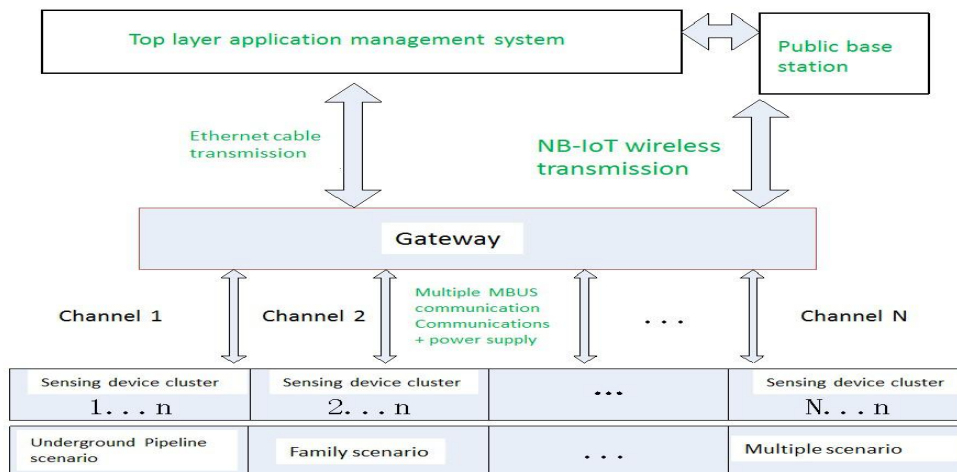 Top layer application management system
Public base
station
Ethernet cable
transmission
NB-IoT wireless
transmission
Gateway
Channel 1
Channel 2
Multiple MBUS
communication
Communications
+ power supply
...
Channel N
Sensing device cluster
1...n
Sensing device cluster
2...n
...
Sensing device cluster
N...n
Underground Pipeline
scenario
Family scenario
...
Multiple scenario